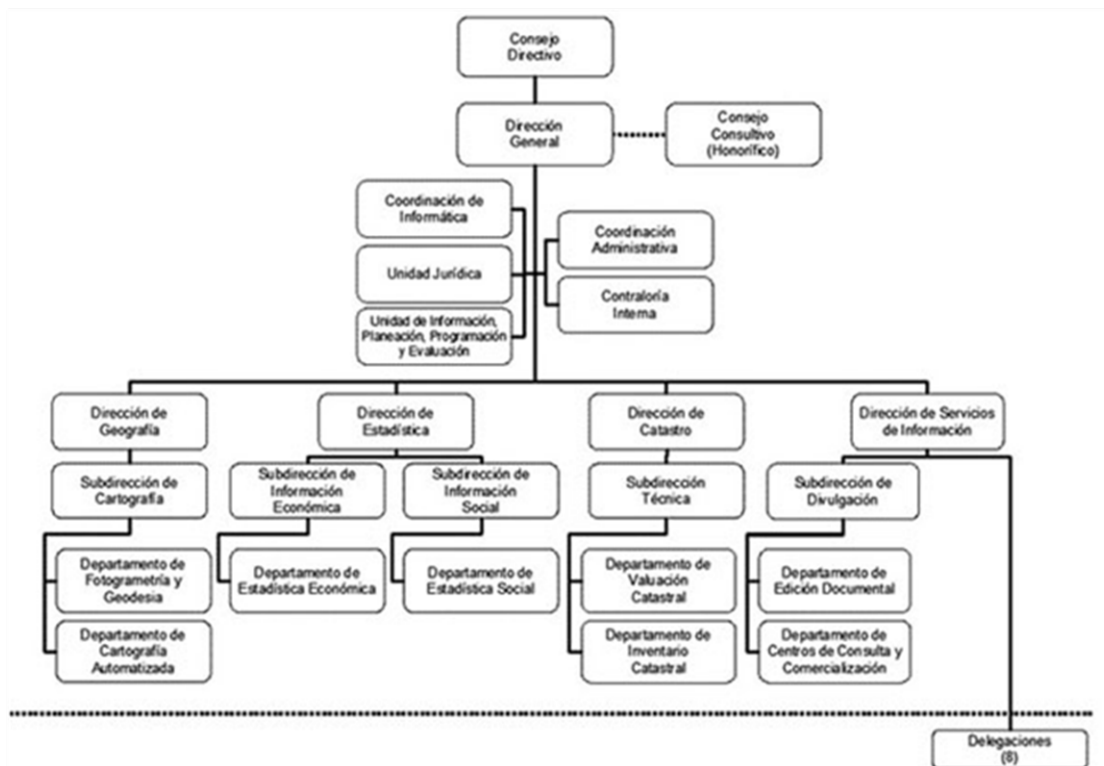 Consejo
Directivo
Dirección
General
Consejo
Consultivo
(Honorífico)
Coordinación de
Informática
Coordinación
Administrativa
Unidad Jurídica
Contraloría
Interna
Unidad de Información,
Planeación, Programación
y Evaluación
Dirección de
Geografía
Dirección de
Estadística
Dirección de
Catastro
Dirección de Servicios
de Información
Subdirección de
Cartografía
Subdirección de
Información
Económica
Subdirección de
Información
Social
Subdirección
Técnica
Subdirección de
Divulgación
Departamento de
Fotogrametría y
Geodesia
Departamento de
Estadística Económica
Departamento de
Estadística Social
Departamento de
Valuación
Catastral
Departamento de
Edición Documental
Departamento de
Cartografía
Automatizada
Departamento de
Inventario
Catastral
Departamento de
Centros de Consulta y
Comercialización
Delegaciones
(8)